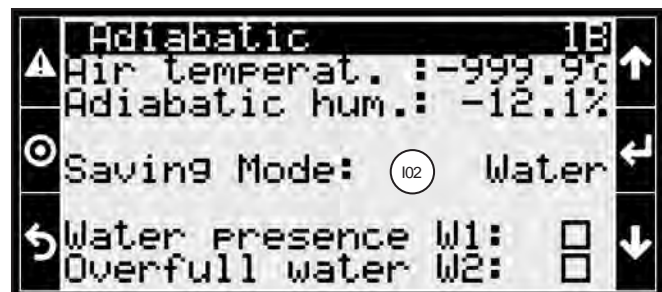 Adiabatic 1B
Air temperat. :-999.9℃
Adiabatic hum.: -12.1%
Saving Mode: I02 Water
Water presence W1: □
Overfull water W2: □